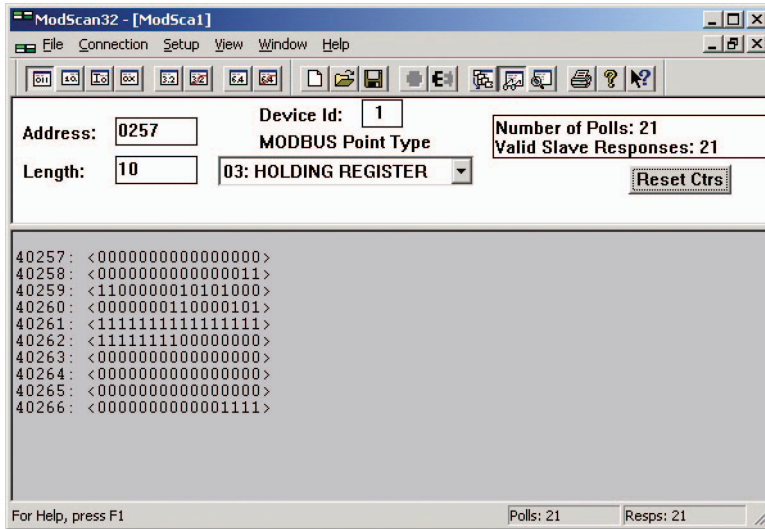 ModScan32 - [ModSca1]
File Connection Setup View Window Help
Device Id: 1
Address: 0257
MODBUS Point Type
Number of Polls: 21
Valid Slave Responses: 21
Length: 10
03: HOLDING REGISTER
Reset Ctrs
40257: <0000000000000000>
40258: <0000000000000011>
40259: <1100000010101000>
40260: <0000000110000101>
40261: <1111111111111111>
40262: <1111111100000000>
40263: <0000000000000000>
40264: <0000000000000000>
40265: <0000000000000000>
40266: <0000000000001111>
For Help, press F1
Polls: 21
Resps: 21